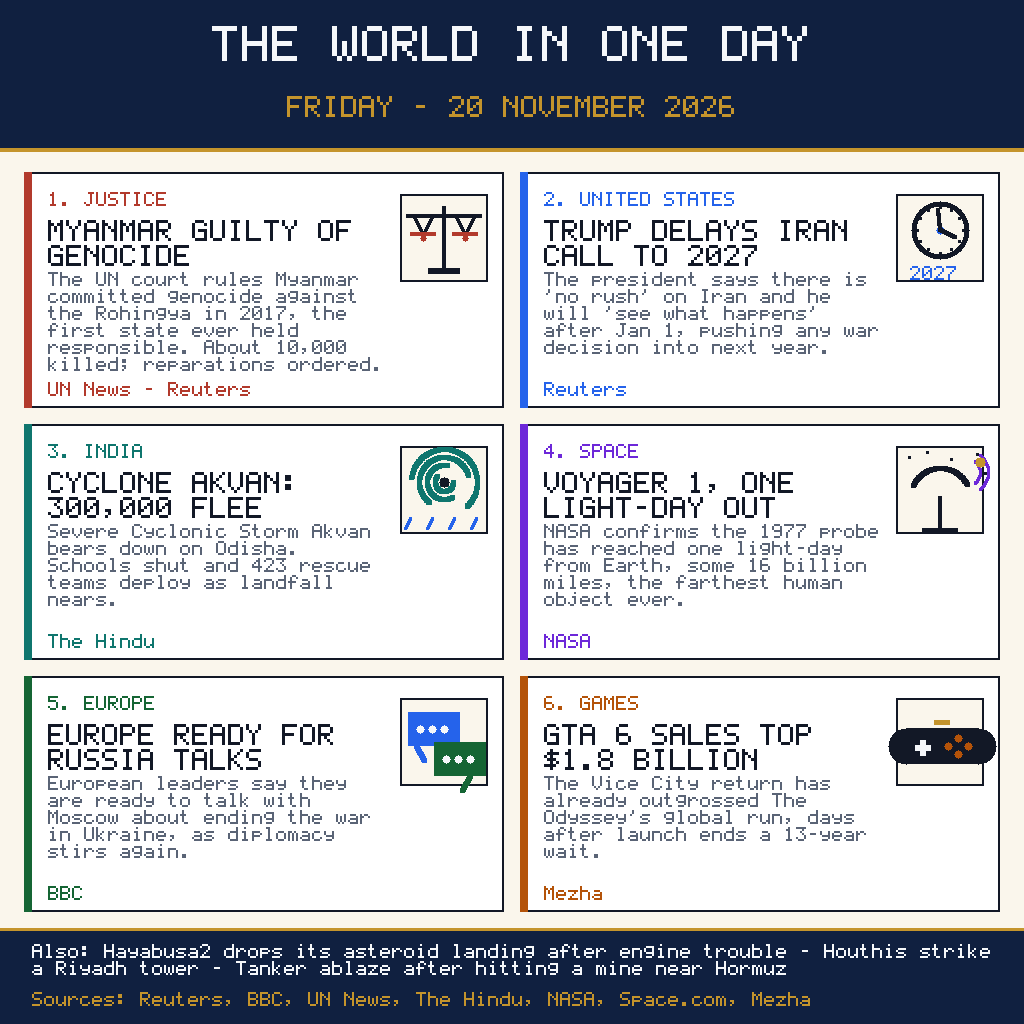 THE WORLD IN ONE DAY
FRIDAY - 20 NOVEMBER 2026
1. JUSTICE
MYANMAR GUILTY OF
GENOCIDE
The UN court rules Myanmar
committed genocide against
the Rohingya in 2017, the
first state ever held
responsible. About 10,000
killed; reparations ordered.
UN News - Reuters
2. UNITED STATES
TRUMP DELAYS IRAN
CALL TO 2027
2027
The president says there is
'no rush' on Iran and he
will 'see what happens'
after Jan 1, pushing any war
decision into next year.
Reuters
3. INDIA
CYCLONE AKVAN:
300,000 FLEE
Severe Cyclonic Storm Akvan
bears down on Odisha.
Schools shut and 423 rescue
teams deploy as landfall
nears.
The Hindu
4. SPACE
VOYAGER 1, ONE
LIGHT-DAY OUT
NASA confirms the 1977 probe
has reached one light-day
from Earth, some 16 billion
miles, the farthest human
object ever.
NASA
5. EUROPE
EUROPE READY FOR
RUSSIA TALKS
European leaders say they
are ready to talk with
Moscow about ending the war
in Ukraine, as diplomacy
stirs again.
BBC
6. GAMES
GTA 6 SALES TOP
$1.8 BILLION
The Vice City return has
already outgrossed The
Odyssey's global run, days
after launch ends a 13-year
wait.
Mezha
Also: Hayabusa2 drops its asteroid landing after engine trouble - Houthis strike
a Riyadh tower - Tanker ablaze after hitting a mine near Hormuz
Sources: Reuters, BBC, UN News, The Hindu, NASA, Space.com, Mezha